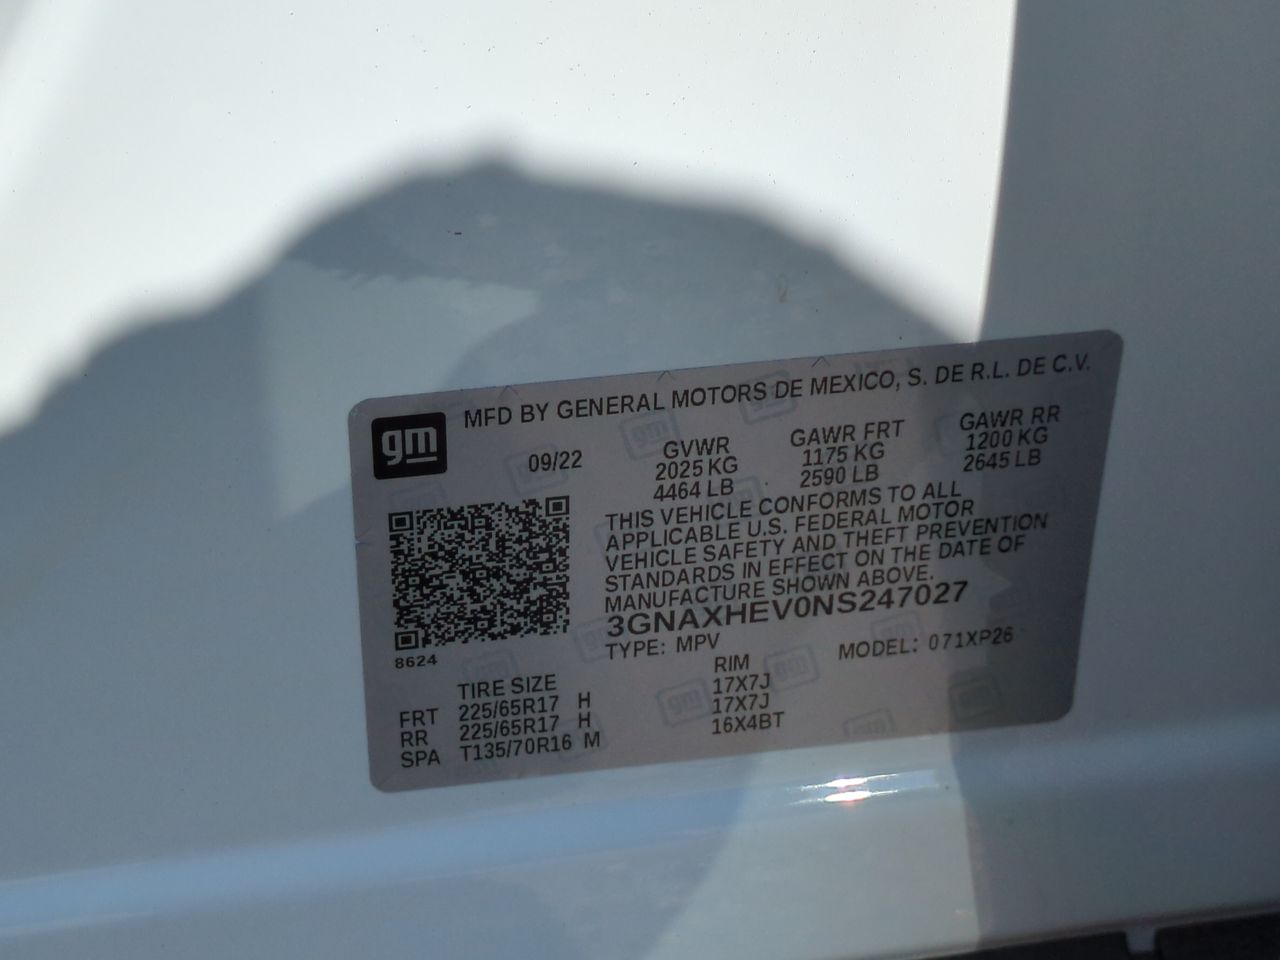 MFD BY GENERAL MOTORS DE MEXICO, S. DE R.L. DE C.V.
gm
09/22 GVWR GAWR FRT GAWR RR
2025 KG 1175 KG 1200 KG
4464 LB 2590 LB 2645 LB
THIS VEHICLE CONFORMS TO ALL
APPLICABLE U.S. FEDERAL MOTOR
VEHICLE SAFETY AND THEFT PREVENTION
STANDARDS IN EFFECT ON THE DATE OF
MANUFACTURE SHOWN ABOVE.
3GNAXHEV0NS247027
8624 TYPE: MPV MODEL: 071XP26
TIRE SIZE RIM
FRT 225/65R17 H 17X7J
RR 225/65R17 H 17X7J
SPA T135/70R16 M 16X4BT